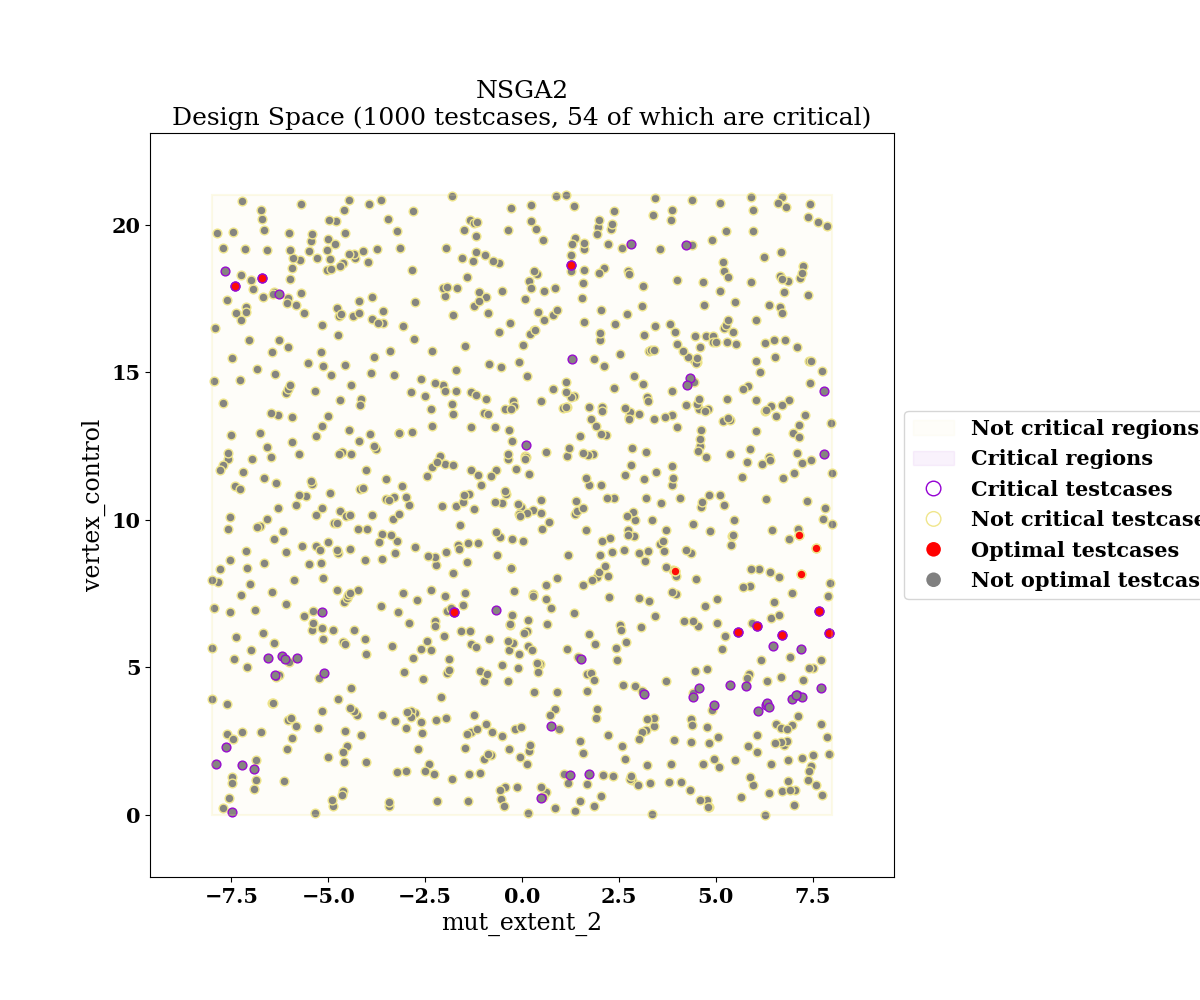 NSGA2
Design Space (1000 testcases, 54 of which are critical)
vertex_control
20
15
10
5
0
−7.5 −5.0 −2.5 0.0 2.5 5.0 7.5
mut_extent_2
Not critical regions
Critical regions
Critical testcases
Not critical testcase
Optimal testcases
Not optimal testcas